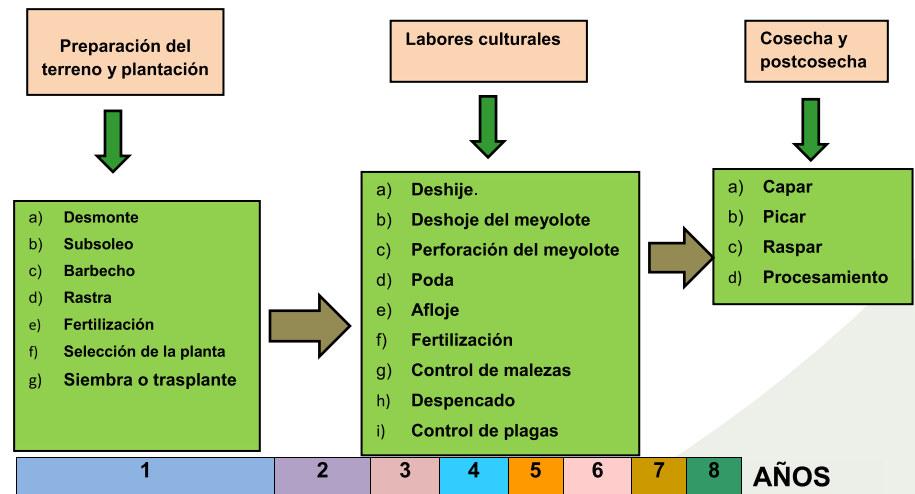 Preparación del
terreno y plantación
Labores culturales
Cosecha y
postcosecha
a) Desmonte
b) Subsoleo
c) Barbecho
d) Rastra
e) Fertilización
f) Selección de la planta
g) Siembra o trasplante
a) Deshije.
b) Deshoje del meyolote
c) Perforación del meyolote
d) Poda
e) Afloje
f) Fertilización
g) Control de malezas
h) Despencado
i) Control de plagas
a) Capar
b) Picar
c) Raspar
d) Procesamiento
1 2 3 4 5 6 7 8 AÑOS